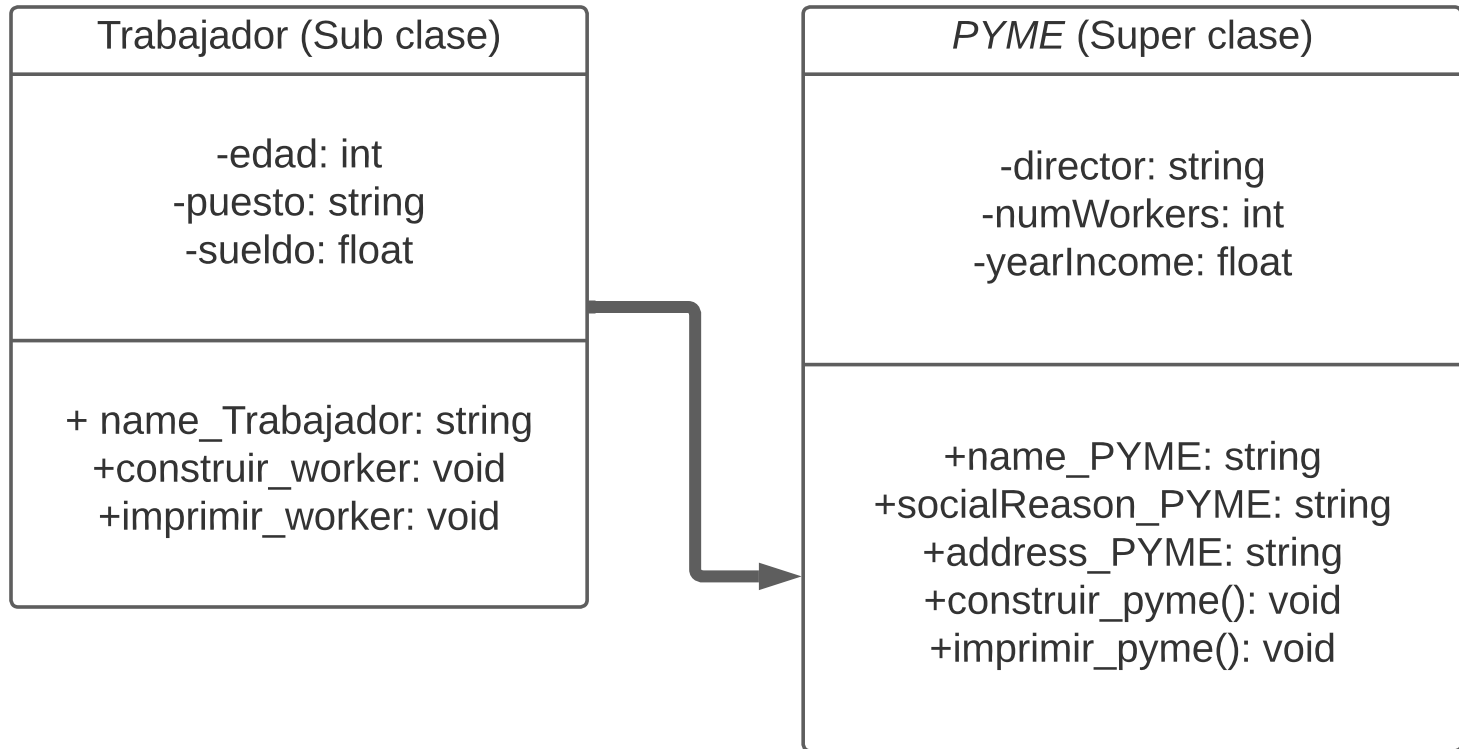 Trabajador (Sub clase)
-edad: int
-puesto: string
-sueldo: float
+ name_Trabajador: string
+construir_worker: void
+imprimir_worker: void
PYME (Super clase)
-director: string
-numWorkers: int
-yearIncome: float
+name_PYME: string
+socialReason_PYME: string
+address_PYME: string
+construir_pyme(): void
+imprimir_pyme(): void